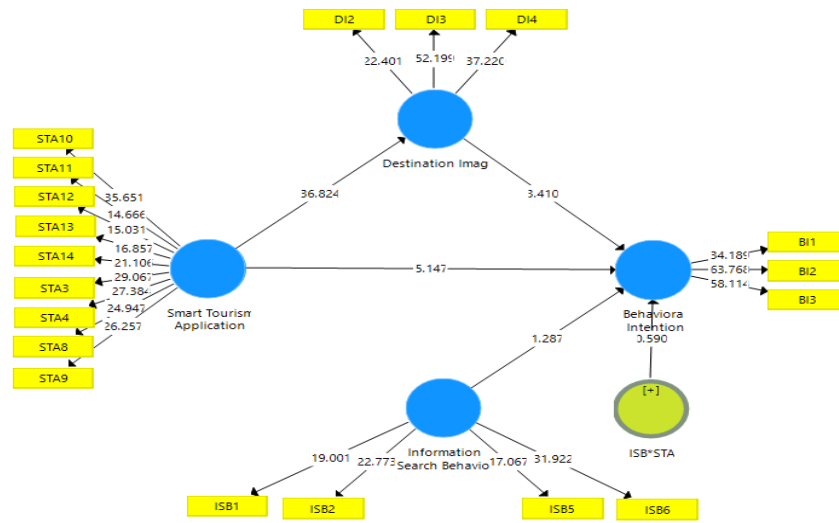 DI2
DI3
DI4
22.401
52.199
37.220
Destination Imag
STA10
STA11
STA12
STA13
STA14
STA3
STA4
STA8
STA9
35.651
14.666
15.031
16.857
21.106
29.067
27.384
24.947
26.257
Smart Tourism
Application
36.824
3.410
5.147
1.287
0.590
Behaviora
Intention
34.189
63.768
58.114
BI1
BI2
BI3
[+]
ISB*STA
Information
Search Behavio
19.001
22.773
17.067
31.922
ISB1
ISB2
ISB5
ISB6